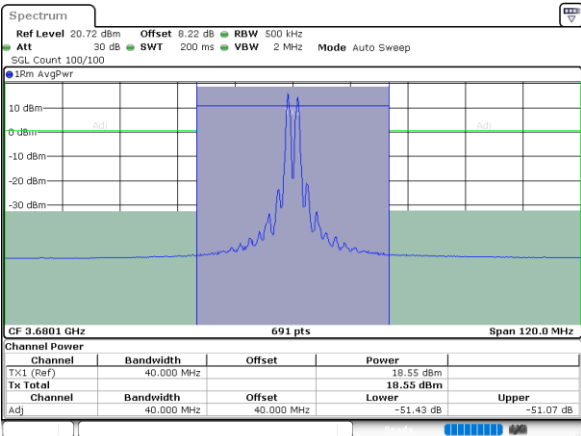 Spectrum
Ref Level 20.72 dBm Offset 8.22 dB RBW 500 kHz
Att 30 dB SWT 200 ms VBW 2 MHz Mode Auto Sweep
SGL Count 100/100
1Rm AvgPwr
10 dBm
Adj Adj
0 dBm
-10 dBm
-20 dBm
-30 dBm
CF 3.6801 GHz 691 pts Span 120.0 MHz
Channel Power
Channel Bandwidth Offset Power
TX1 (Ref) 40.000 MHz 18.55 dBm
Tx Total 18.55 dBm
Channel Bandwidth Offset Lower Upper
Adj 40.000 MHz 40.000 MHz -51.43 dB -51.07 dB
Ready